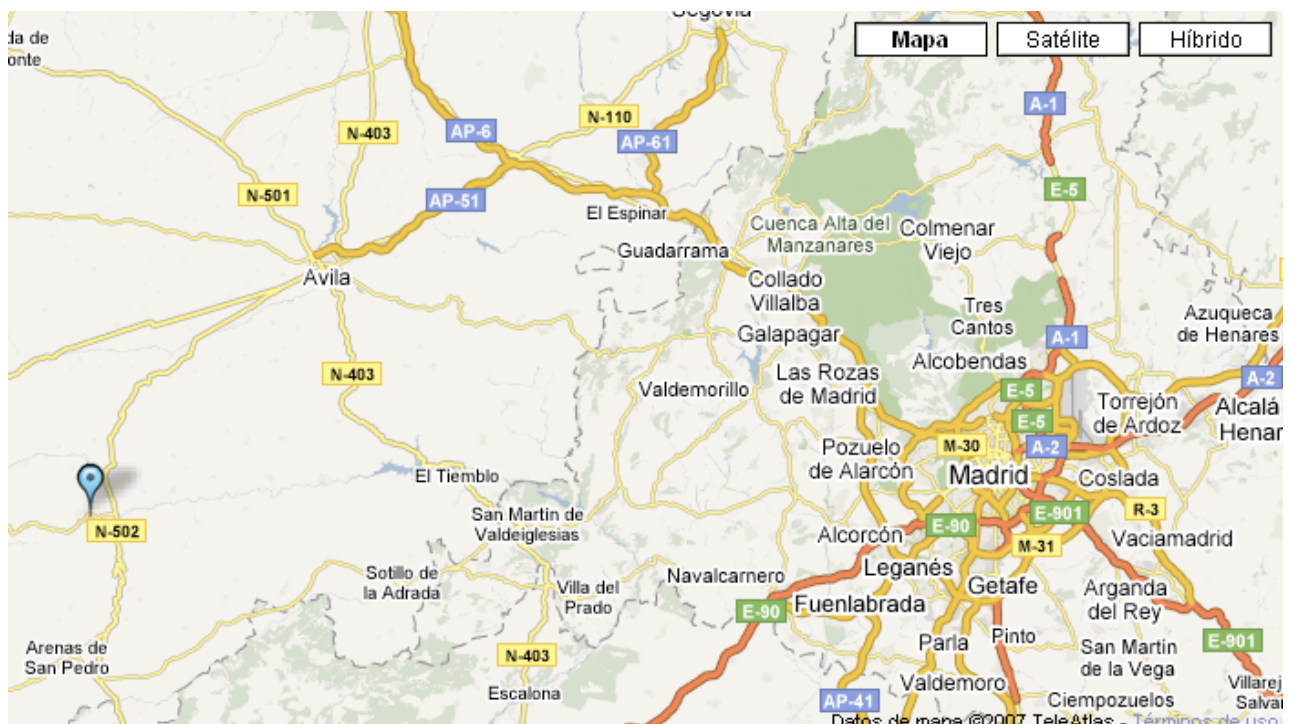 Segovia
da de
onte
Mapa
Satélite
Híbrido
A-1
N-110
N-403
AP-6
AP-61
E-5
N-501
AP-51
El Espinar
Cuenca Alta del
Manzanares
Colmenar
Viejo
Guadarrama
Avila
Collado
Villalba
Tres
Cantos
Azuqueca
de Henares
Galapagar
A-1
Alcobendas
N-403
Las Rozas
de Madrid
Valdemorillo
E-5
A-2
Torrejón
de Ardoz
Alcalá
Henar
E-5
Pozuelo
de Alarcón
M-30
A-2
El Tiemblo
Madrid
Coslada
San Martín de
Valdeiglesias
N-502
E-90
E-901
R-3
Alcorcón
M-31
Vaciamadrid
Sotillo de
la Adrada
Villa del
Prado
Navalcarnero
Leganés
Getafe
Arganda
del Rey
E-90
Fuenlabrada
Arenas de
San Pedro
N-403
Parla
Pinto
San Martín
de la Vega
E-901
Escalona
Valdemoro
Villarej
Salva
AP-41
Ciempozuelos
Datos de mapa ©2007 TeleAtlas - Términos de uso